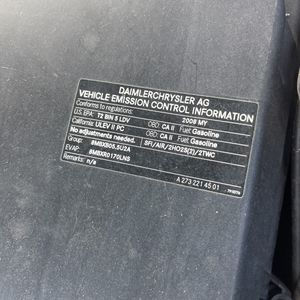 DAIMLERCHRYSLER AG
VEHICLE EMISSION CONTROL INFORMATION
Conforms to regulations: 2008 MY
U.S. EPA: T2 BIN 5 LDV OBD: CA II Fuel: Gasoline
California: ULEV II PC OBD: CA II Fuel: Gasoline
No adjustments needed. SFI/AIR/2HO2S(2)/2TWC
Group: 8MBXB05.5U2A
EVAP: 8MBXR0170LNS
Remarks: n/a
A 273 221 45 01